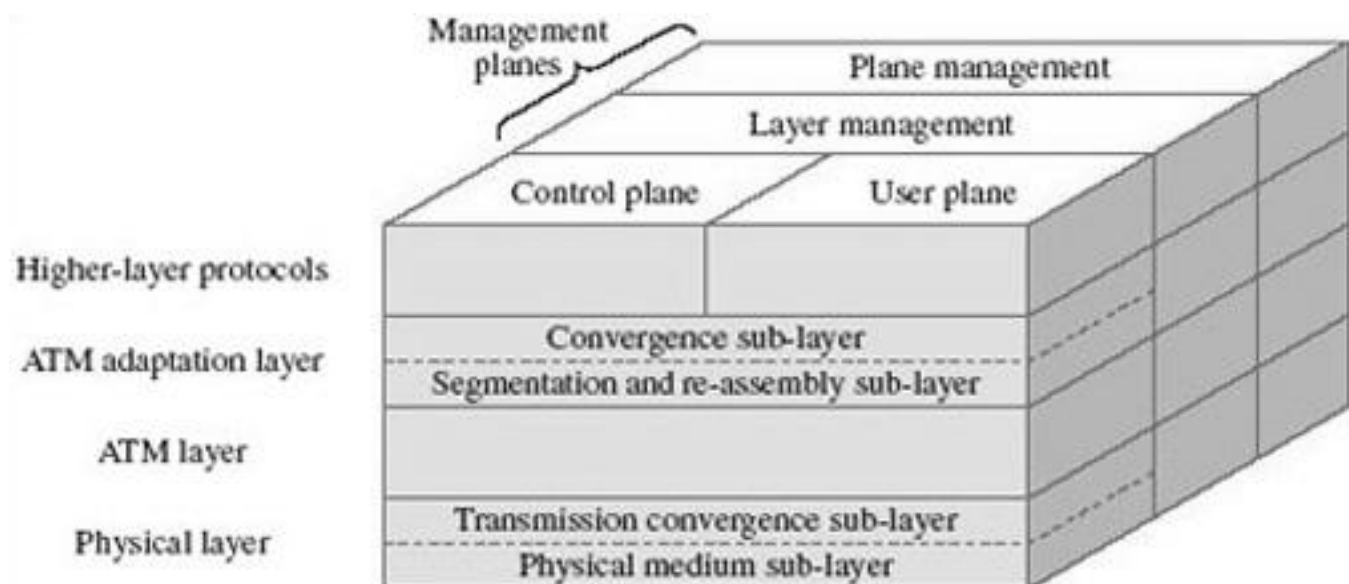 Management
planes
Plane management
Layer management
Control plane
User plane
Higher-layer protocols
Convergence sub-layer
ATM adaptation layer
Segmentation and re-assembly sub-layer
ATM layer
Transmission convergence sub-layer
Physical layer
Physical medium sub-layer